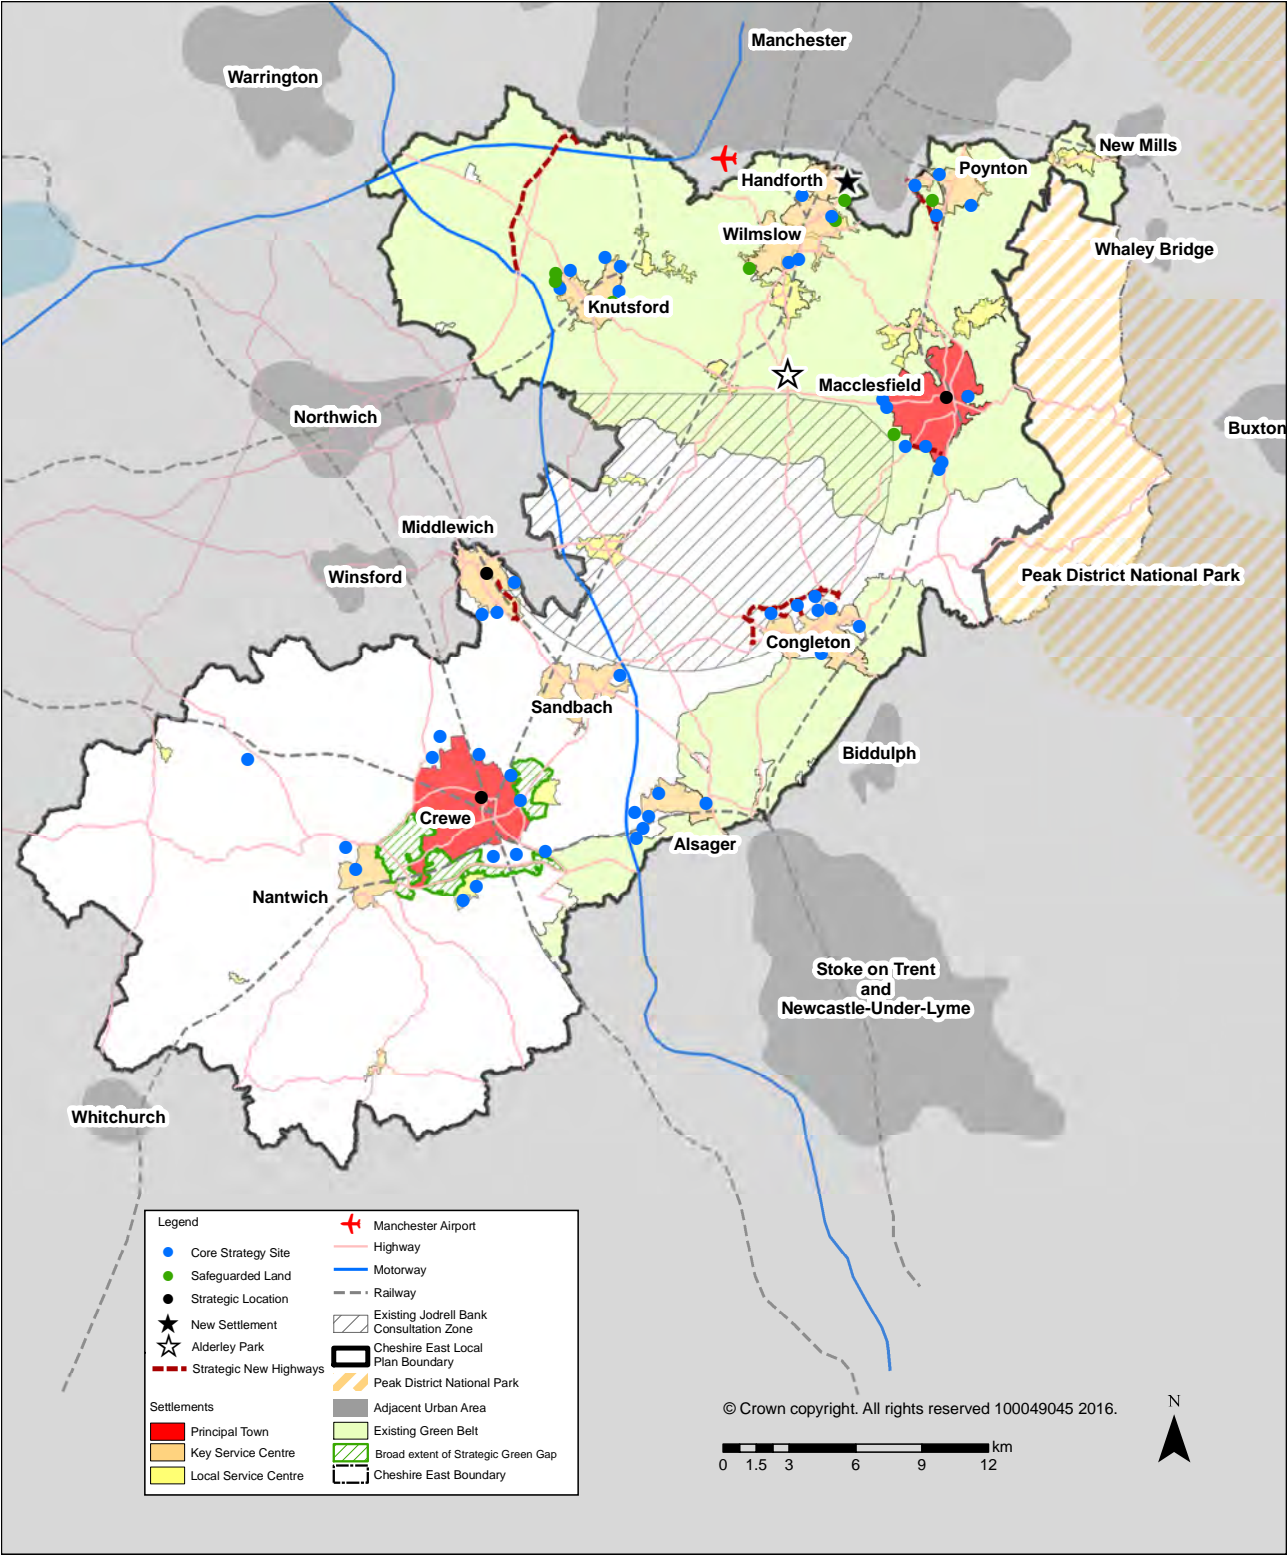 Manchester
Warrington
New Mills
Poynton
Handforth
Wilmslow
Whaley Bridge
Knutsford
Macclesfield
Northwich
Buxton
Middlewich
Winsford
Peak District National Park
Congleton
Sandbach
Biddulph
Crewe
Alsager
Nantwich
Stoke on Trent
and
Newcastle-Under-Lyme
Whitchurch
Legend
Core Strategy Site
Safeguarded Land
Strategic Location
New Settlement
Alderley Park
Strategic New Highways
Settlements
Principal Town
Key Service Centre
Local Service Centre
Manchester Airport
Highway
Motorway
Railway
Existing Jodrell Bank
Consultation Zone
Cheshire East Local
Plan Boundary
Peak District National Park
Adjacent Urban Area
Existing Green Belt
Broad extent of Strategic Green Gap
Cheshire East Boundary
© Crown copyright. All rights reserved 100049045 2016.
km
0 1.5 3 6 9 12
N